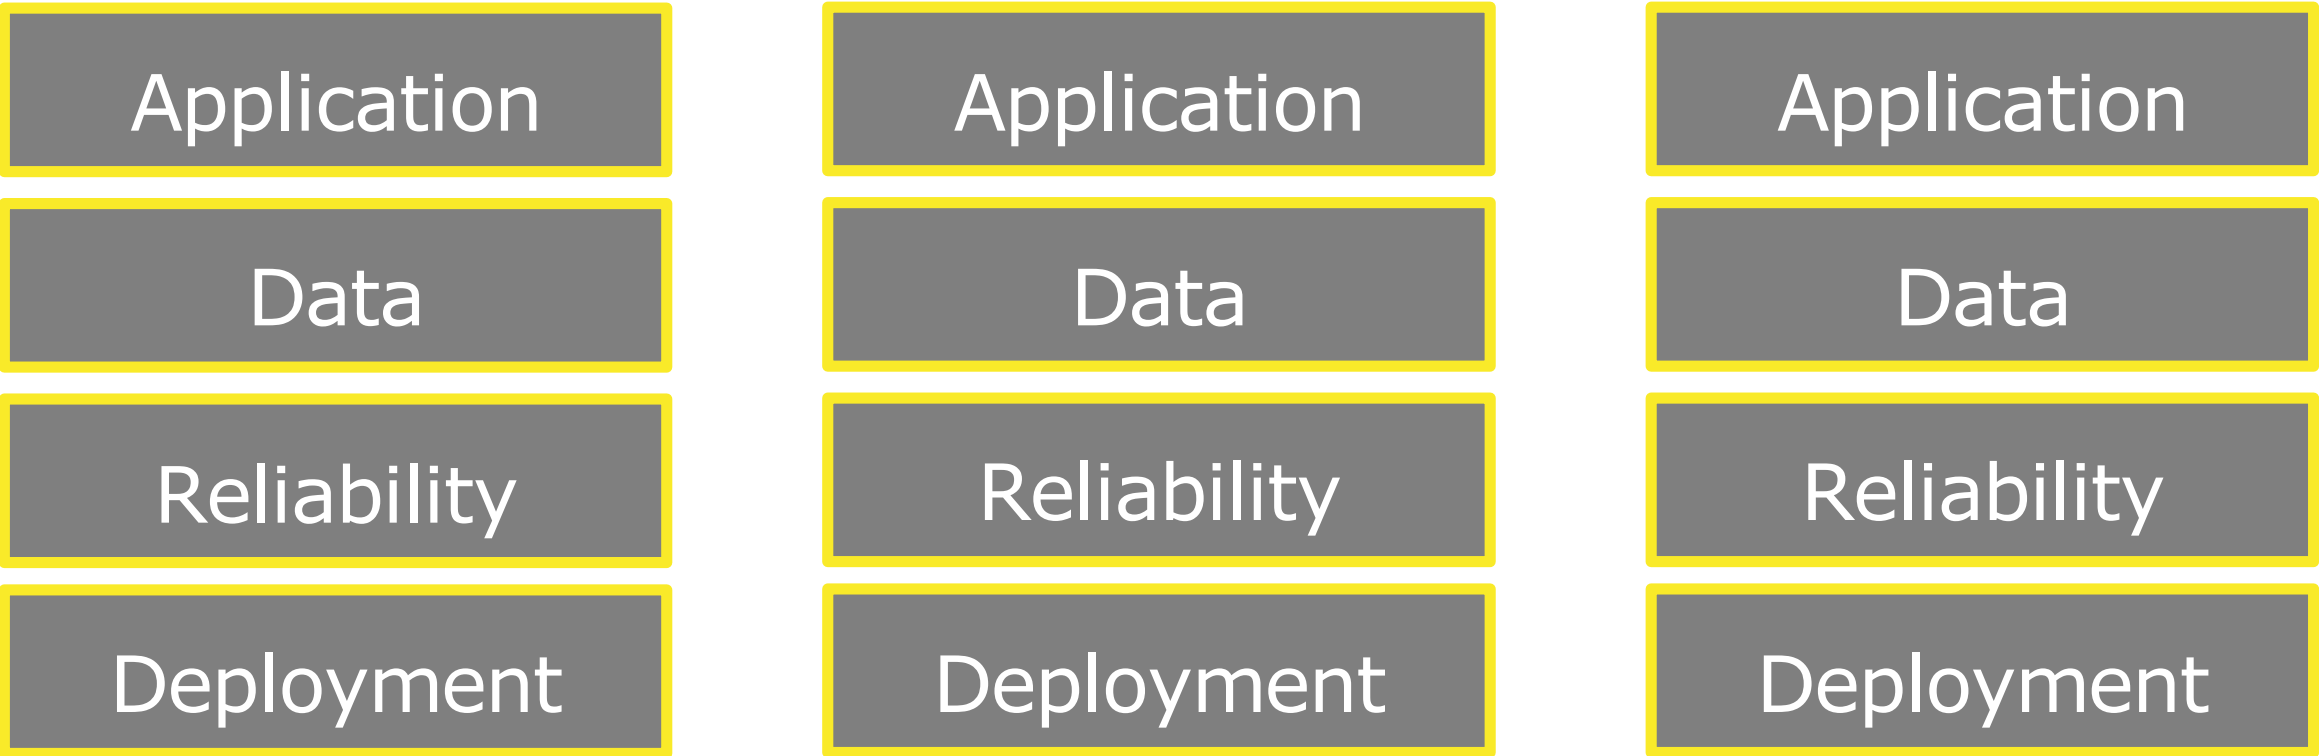 Application Application Application
Data Data Data
Reliability Reliability Reliability
Deployment Deployment Deployment